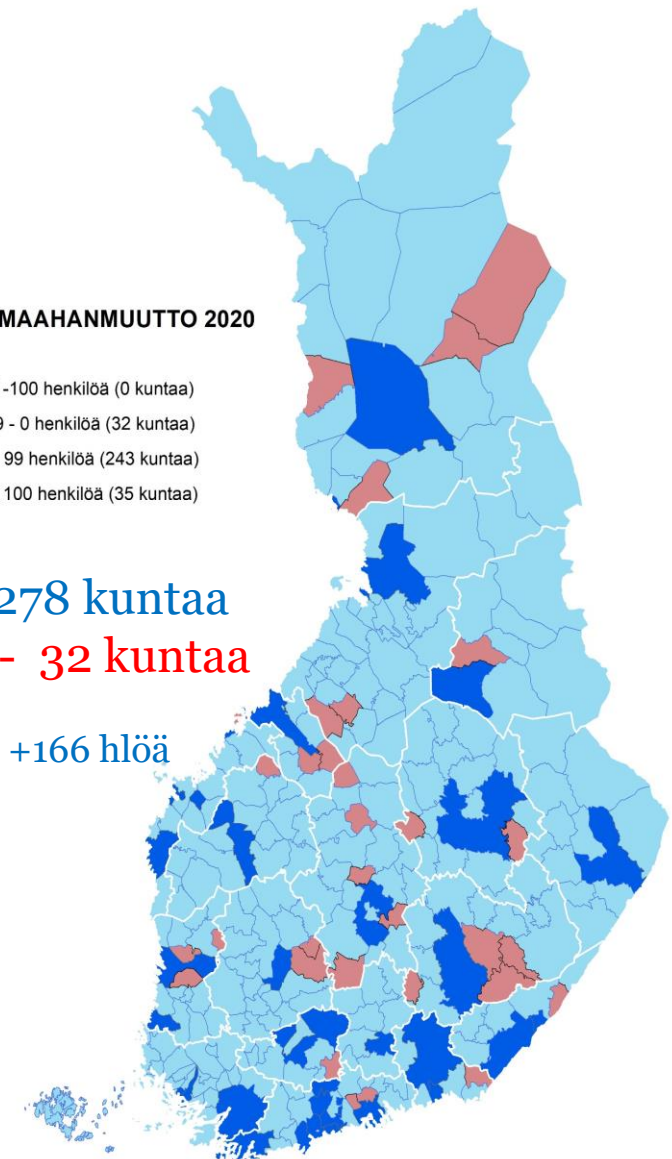 MAAHANMUUTTO 2020
-100 henkilöä (0 kuntaa)
9 - 0 henkilöä (32 kuntaa)
99 henkilöä (243 kuntaa)
100 henkilöä (35 kuntaa)
278 kuntaa
- 32 kuntaa
+166 hlöä